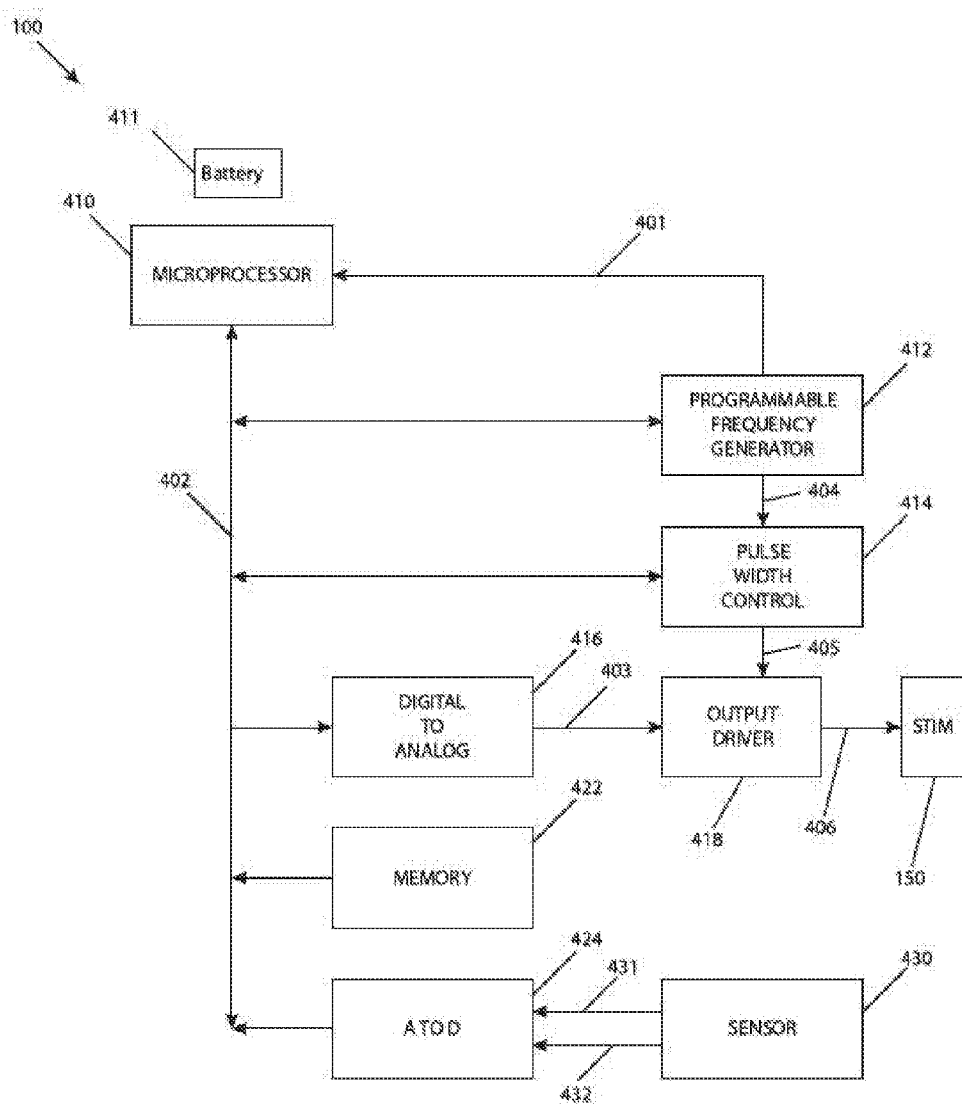 100
411
Battery
410
MICROPROCESSOR
401
412
PROGRAMMABLE
FREQUENCY
GENERATOR
402
404
414
PULSE
WIDTH
CONTROL
416
403
405
DIGITAL
TO
ANALOG
OUTPUT
DRIVER
STIM
422
418
406
150
MEMORY
424
431
430
A TO D
SENSOR
432